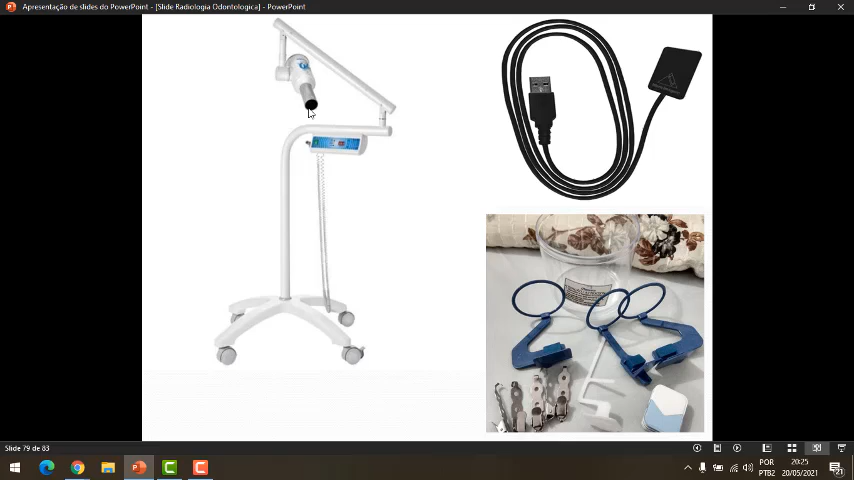 Apresentação de slides do PowerPoint - [Slide Radiologia Odontologica] - PowerPoint
Slide 79 de 83
POR
PTB2
20:25
20/05/2021
21